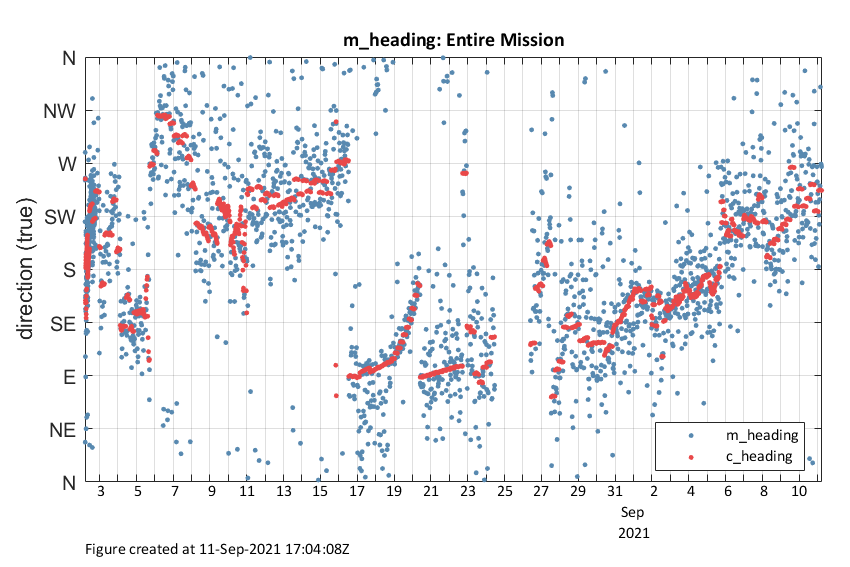 m_heading: Entire Mission
direction (true)
N
NW
W
SW
S
SE
E
NE
N
m_heading
c_heading
3 5 7 9 11 13 15 17 19 21 23 25 27 29 31 2 4 6 8 10
Sep
2021
Figure created at 11-Sep-2021 17:04:08Z